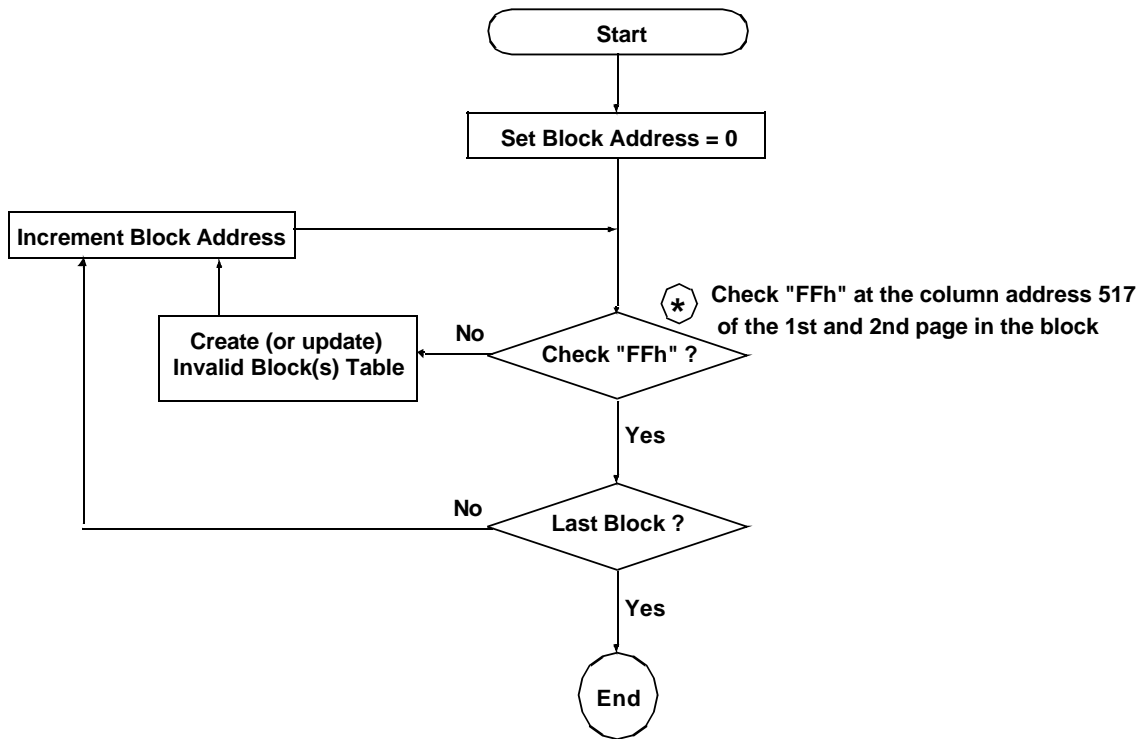 Start
Set Block Address = 0
Increment Block Address
* Check "FFh" at the column address 517
of the 1st and 2nd page in the block
Create (or update)
Invalid Block(s) Table
No
Check "FFh" ?
Yes
No
Last Block ?
Yes
End